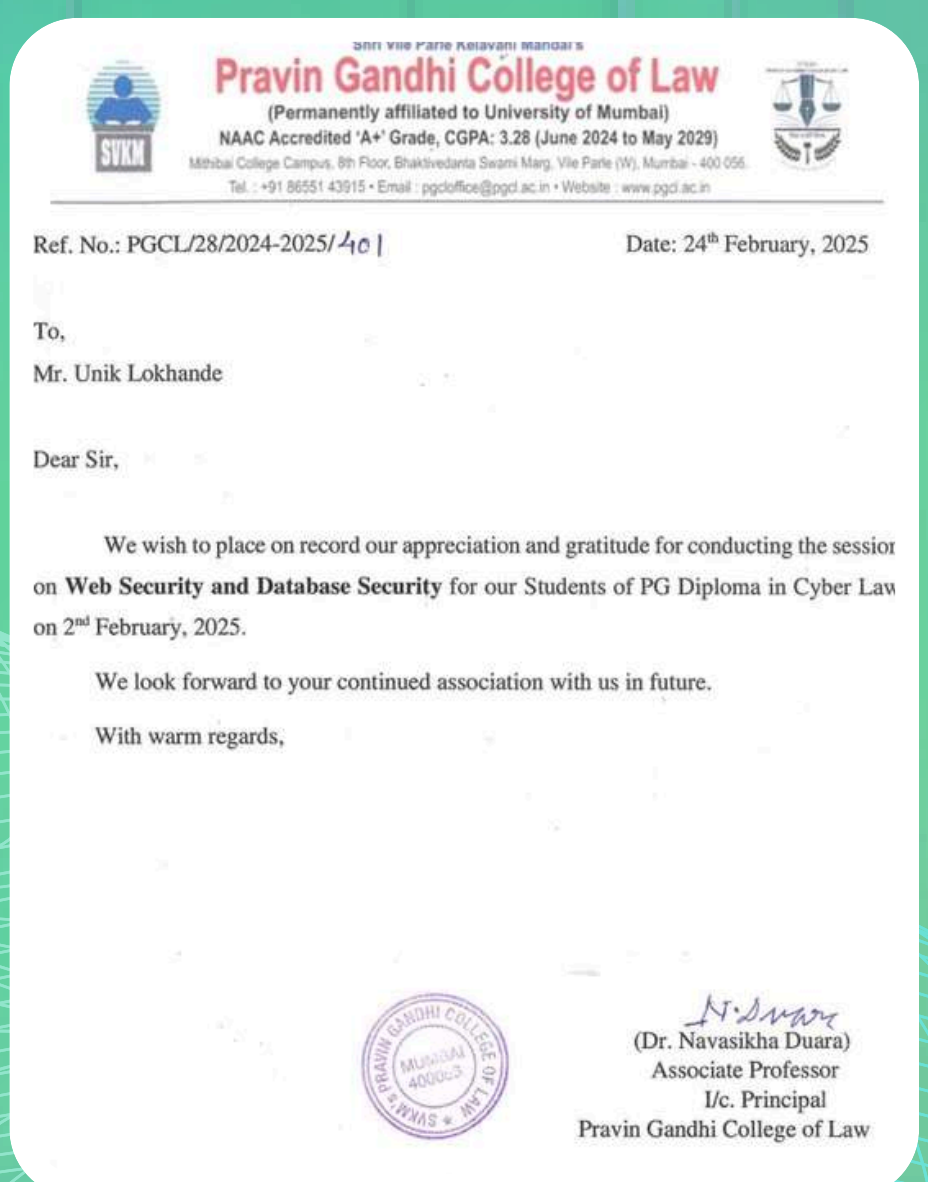 Shri Vile Parle Kelavani Mandal's
Pravin Gandhi College of Law
(Permanently affiliated to University of Mumbai)
NAAC Accredited 'A+' Grade, CGPA: 3.28 (June 2024 to May 2029)
Mithibai College Campus, 8th Floor, Bhaktivedanta Swami Marg, Vile Parle (W), Mumbai - 400 056.
Tel. : +91 86551 43915 • Email : pgcloffice@pgcl.ac.in • Website : www.pgcl.ac.in
SVKM
Ref. No.: PGCL/28/2024-2025/401
Date: 24th February, 2025
To,
Mr. Unik Lokhande
Dear Sir,
We wish to place on record our appreciation and gratitude for conducting the session
on Web Security and Database Security for our Students of PG Diploma in Cyber Law
on 2nd February, 2025.
We look forward to your continued association with us in future.
With warm regards,
SVKM's PRAVIN GANDHI COLLEGE OF LAW
MUMBAI
N. Duara
(Dr. Navasikha Duara)
Associate Professor
I/c. Principal
Pravin Gandhi College of Law